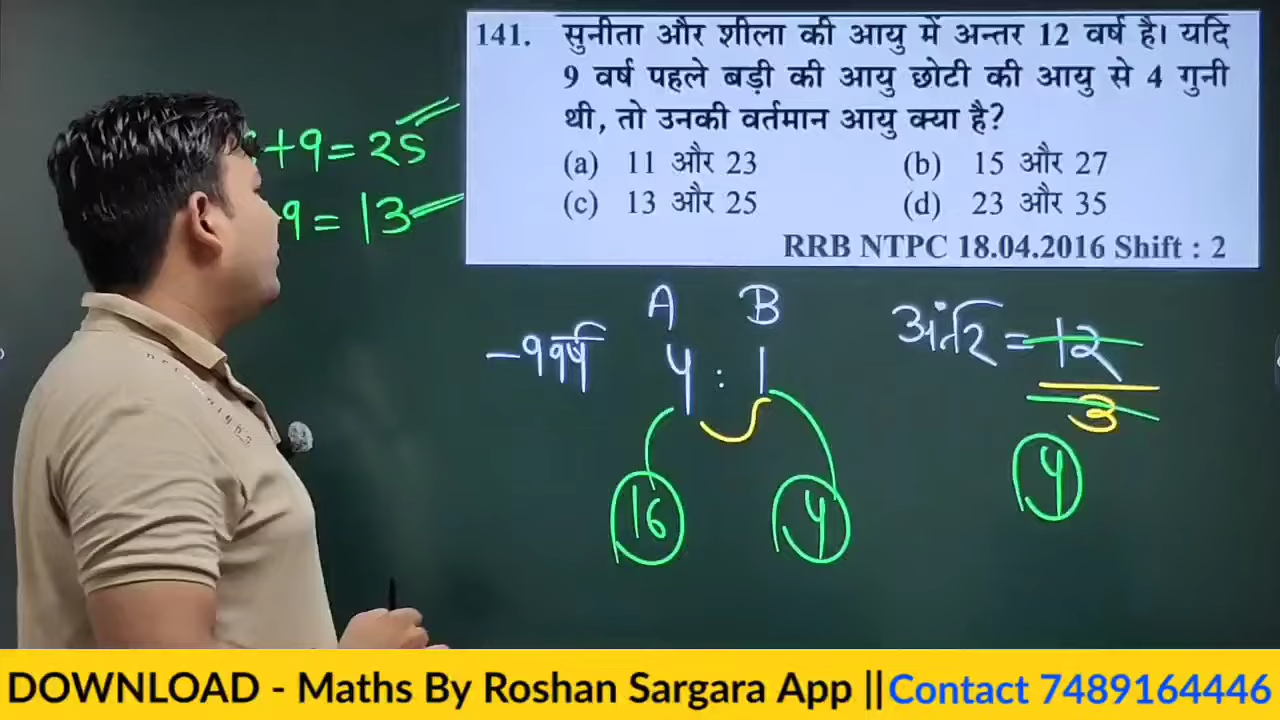 141. सुनीता और शीला की आयु में अन्तर 12 वर्ष है। यदि
9 वर्ष पहले बड़ी की आयु छोटी की आयु से 4 गुनी
थी, तो उनकी वर्तमान आयु क्या है?
(a) 11 और 23 (b) 15 और 27
(c) 13 और 25 (d) 23 और 35
RRB NTPC 18.04.2016 Shift : 2
+9=25
9=13
A B
-9वर्ष 4 : 1
अंतर = 12
3
4
16 4
DOWNLOAD - Maths By Roshan Sargara App || Contact 7489164446